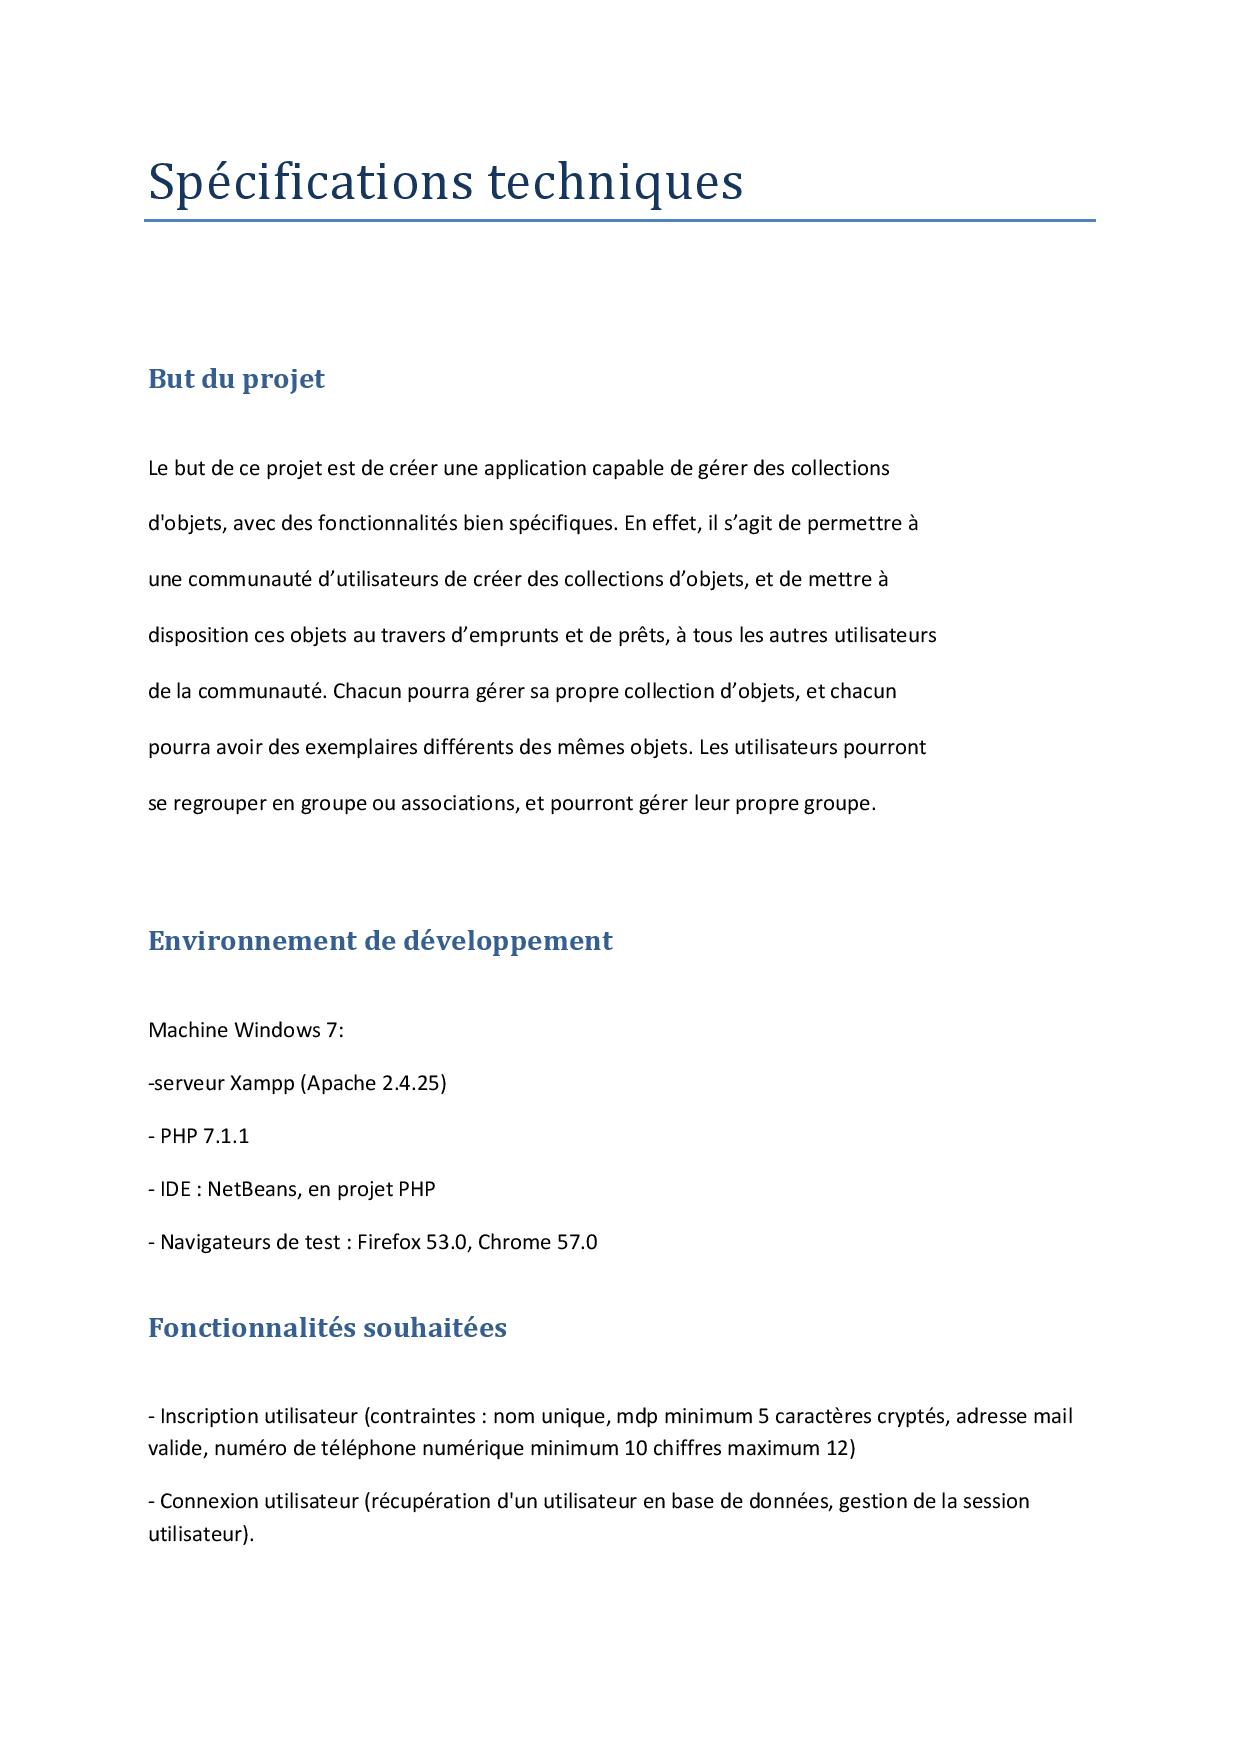 Spécifications techniques
But du projet
Le but de ce projet est de créer une application capable de gérer des collections
d'objets, avec des fonctionnalités bien spécifiques. En effet, il s’agit de permettre à
une communauté d’utilisateurs de créer des collections d’objets, et de mettre à
disposition ces objets au travers d’emprunts et de prêts, à tous les autres utilisateurs
de la communauté. Chacun pourra gérer sa propre collection d’objets, et chacun
pourra avoir des exemplaires différents des mêmes objets. Les utilisateurs pourront
se regrouper en groupe ou associations, et pourront gérer leur propre groupe.
Environnement de développement
Machine Windows 7:
-serveur Xampp (Apache 2.4.25)
- PHP 7.1.1
- IDE : NetBeans, en projet PHP
- Navigateurs de test : Firefox 53.0, Chrome 57.0
Fonctionnalités souhaitées
- Inscription utilisateur (contraintes : nom unique, mdp minimum 5 caractères cryptés, adresse mail
valide, numéro de téléphone numérique minimum 10 chiffres maximum 12)
- Connexion utilisateur (récupération d'un utilisateur en base de données, gestion de la session
utilisateur).